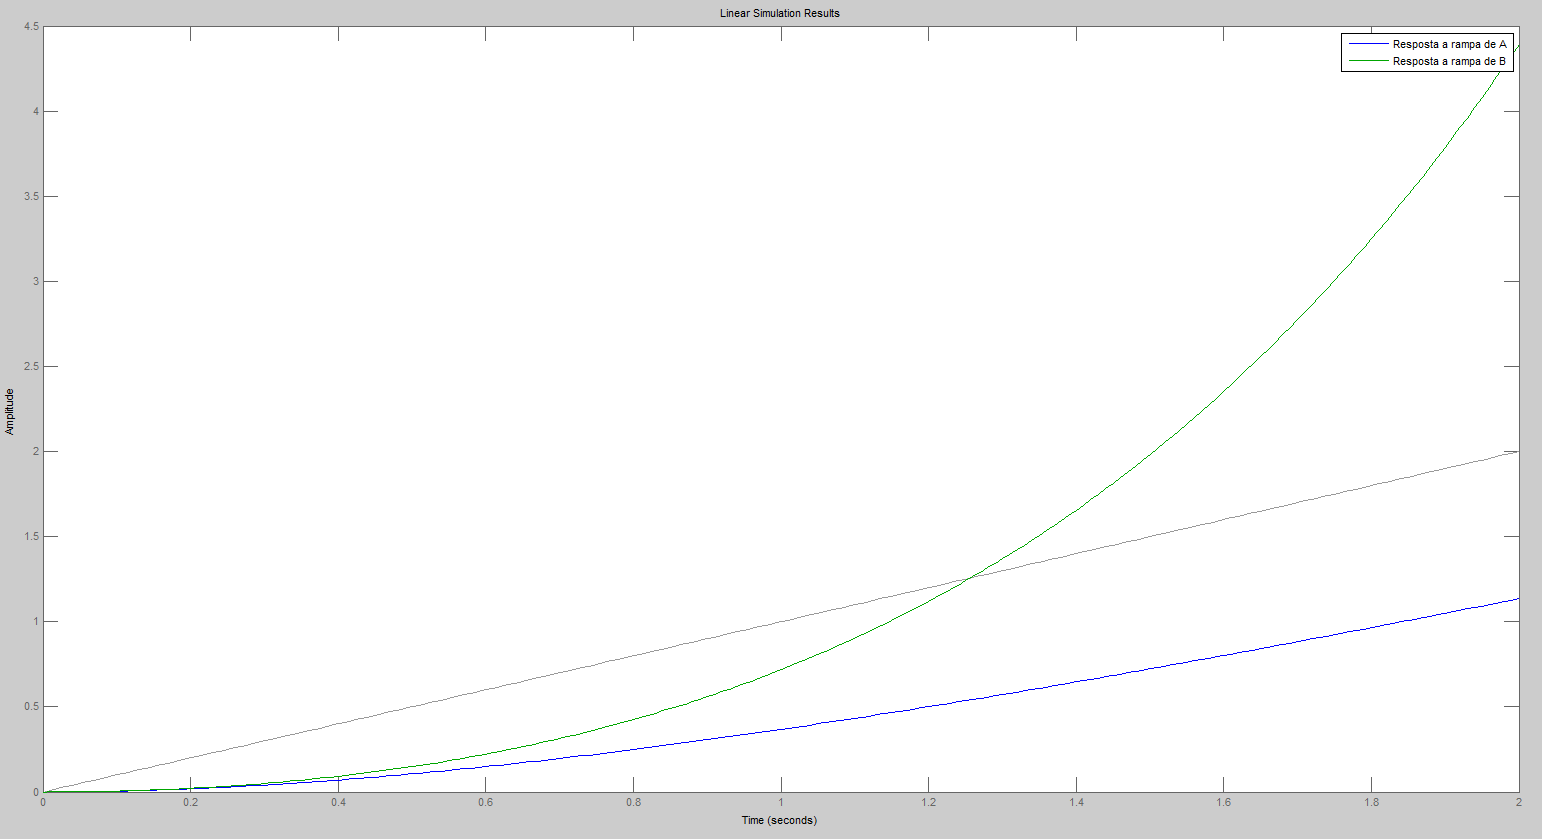 Linear Simulation Results
4.5
4
3.5
3
2.5
2
1.5
1
0.5
0
Amplitude
Resposta a rampa de A
Resposta a rampa de B
0 0.2 0.4 0.6 0.8 1 1.2 1.4 1.6 1.8 2
Time (seconds)